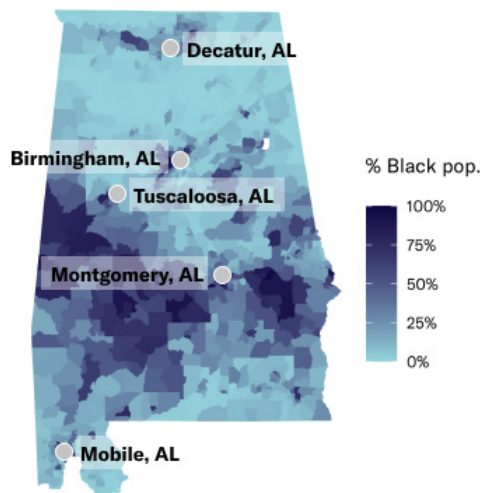 Decatur, AL
Birmingham, AL
Tuscaloosa, AL
Montgomery, AL
Mobile, AL
% Black pop.
100%
75%
50%
25%
0%